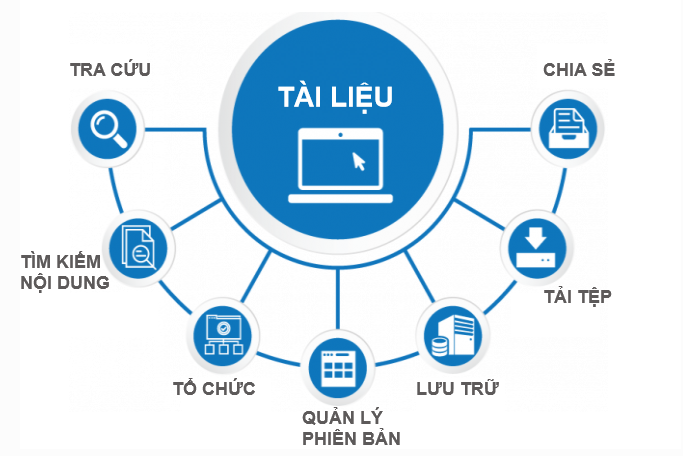 TRA CỨU
CHIA SẺ
TÀI LIỆU
TÌM KIẾM
NỘI DUNG
TẢI TỆP
TỔ CHỨC
LƯU TRỮ
QUẢN LÝ
PHIÊN BẢN